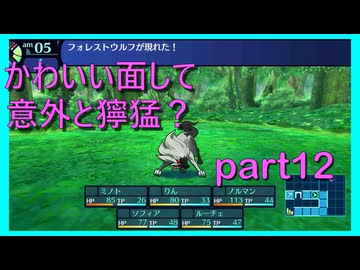 am 05
フォレストウルフが現れた!
かわいい面して
意外と獰猛?
part12
ミノト りん ノルマン
HP 85 TP 26 HP 80 TP 33 HP 113 TP 44
ソフィア ルーチェ
HP 77 TP 48 HP 75 TP 47